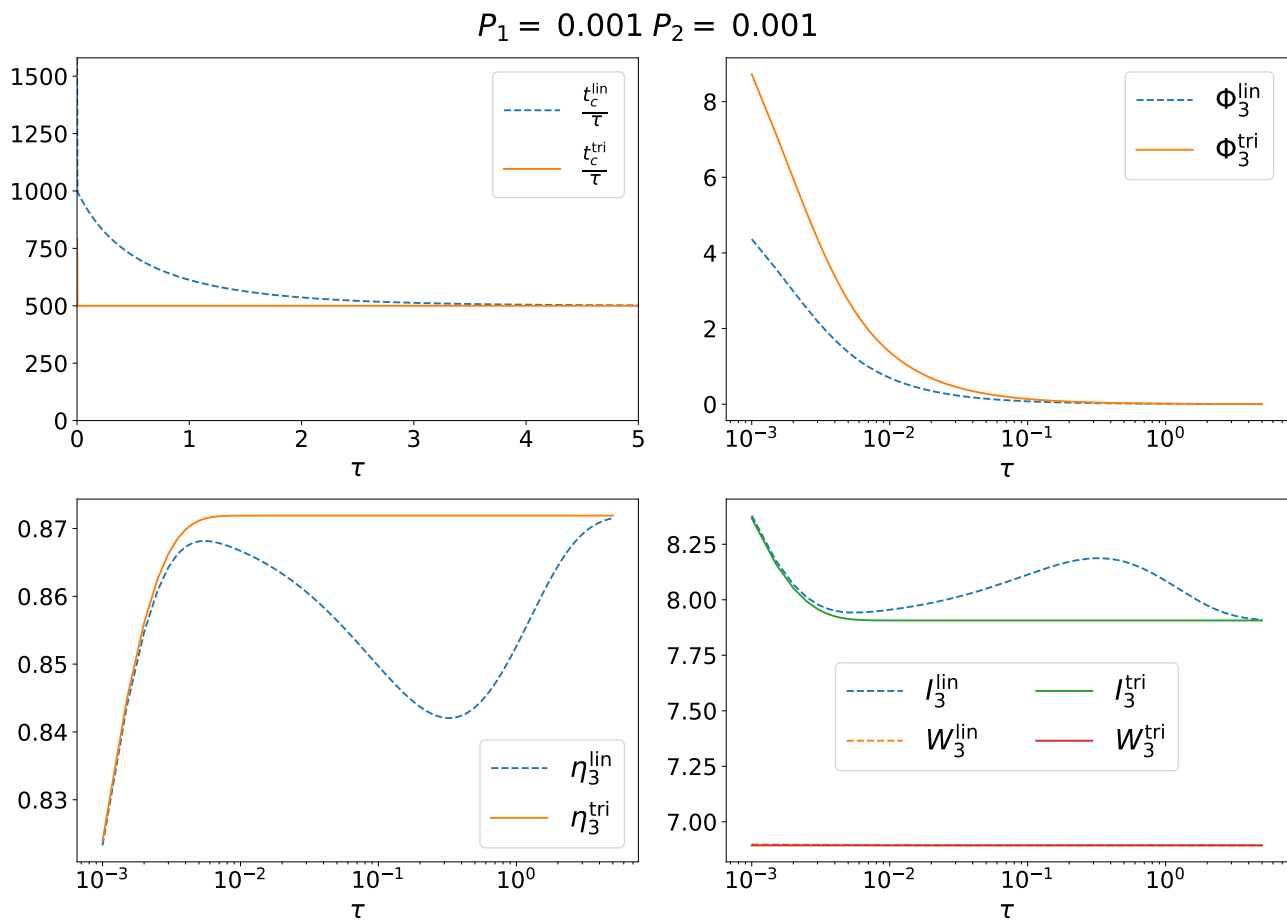 P₁ = 0.001 P₂ = 0.001
1500
1250
1000
750
500
250
0
0 1 2 3 4 5
τ
t_c^lin/τ
t_c^tri/τ
8
6
4
2
0
10⁻³ 10⁻² 10⁻¹ 10⁰
τ
Φ₃^lin
Φ₃^tri
0.87
0.86
0.85
0.84
0.83
10⁻³ 10⁻² 10⁻¹ 10⁰
τ
η₃^lin
η₃^tri
8.25
8.00
7.75
7.50
7.25
7.00
10⁻³ 10⁻² 10⁻¹ 10⁰
τ
I₃^lin I₃^tri
W₃^lin W₃^tri